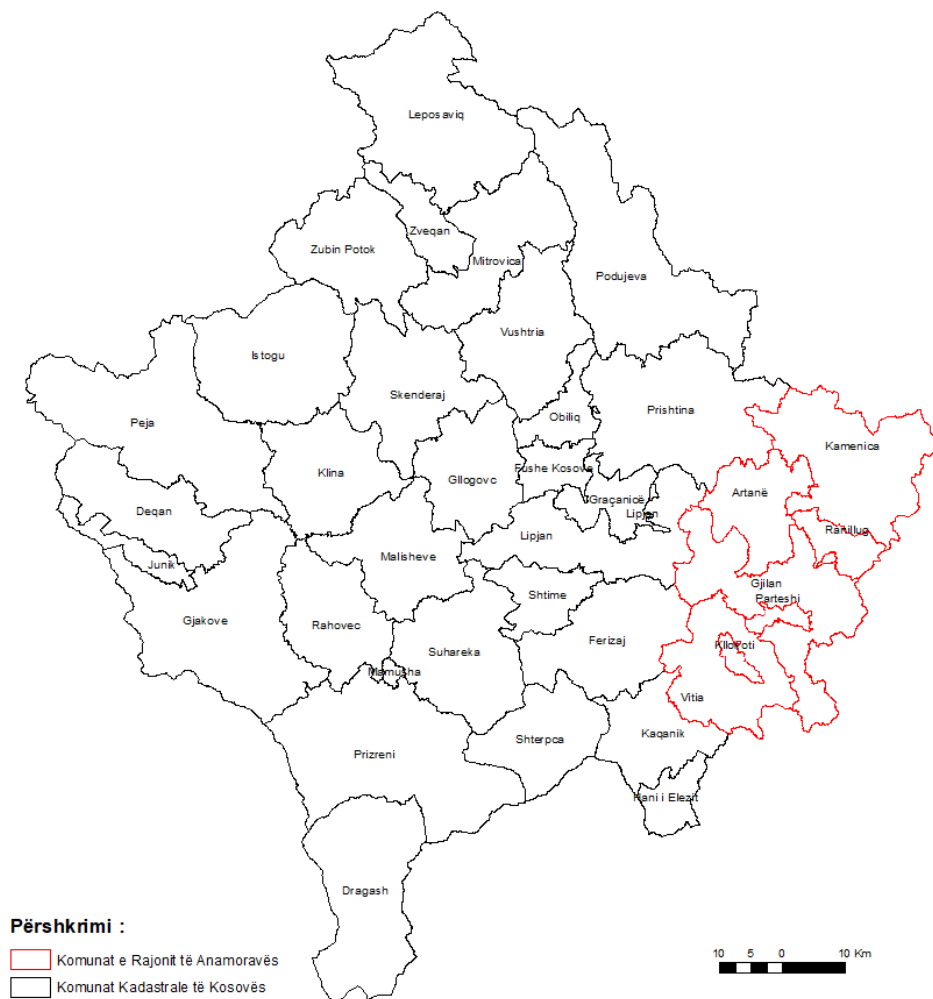 Leposaviq
Zveqan
Zubin Potok
Mitrovica
Podujeva
Vushtria
Istogu
Skenderaj
Obiliq
Prishtina
Peja
Kamenica
Klina
Gllogovc
Fushe Kosova
Artanë
Graçanicë
Lipjan
Deqan
Ranillug
Lipjan
Malisheve
Junik
Gjilan
Parteshi
Shtime
Gjakove
Rahovec
Ferizaj
Suhareka
Kllokoti
Mamusha
Vitia
Shterpca
Kaqanik
Prizreni
Hani i Elezit
Dragash
Përshkrimi :
Komunat e Rajonit të Anamoravës
Komunat Kadastrale të Kosovës
10 5 0 10 Km